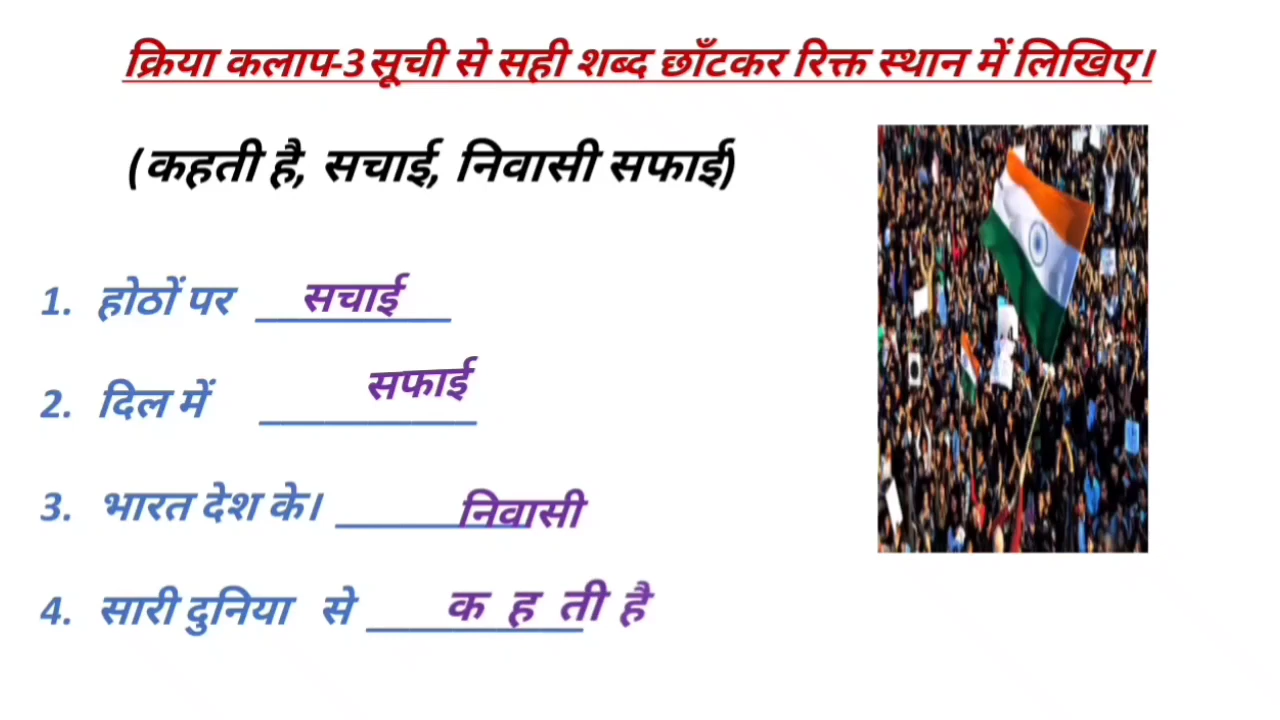 क्रिया कलाप-3 सूची से सही शब्द छाँटकर रिक्त स्थान में लिखिए।
(कहती है, सचाई, निवासी सफाई)
1. होठों पर सचाई
2. दिल में सफाई
3. भारत देश के। निवासी
4. सारी दुनिया से क ह ती है